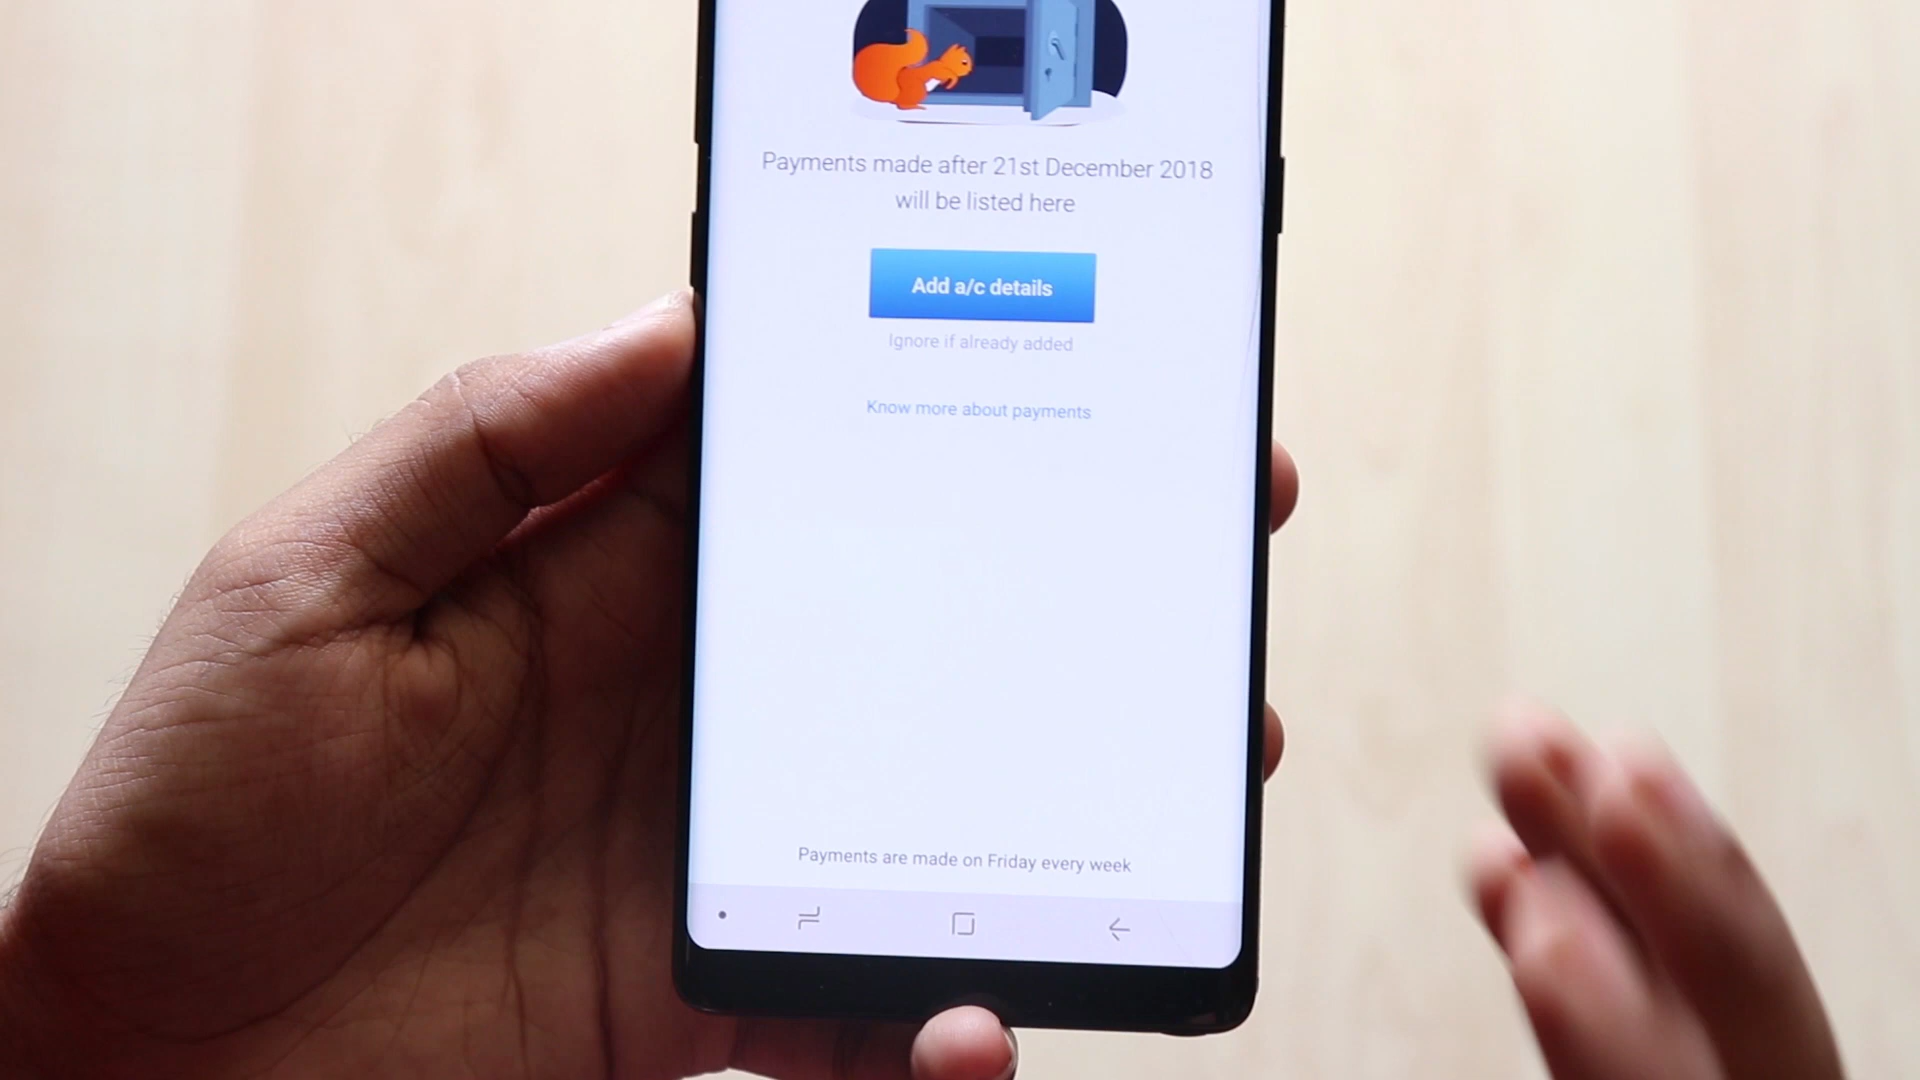 Payments made after 21st December 2018
will be listed here
Add a/c details
Ignore if already added
Know more about payments
Payments are made on Friday every week